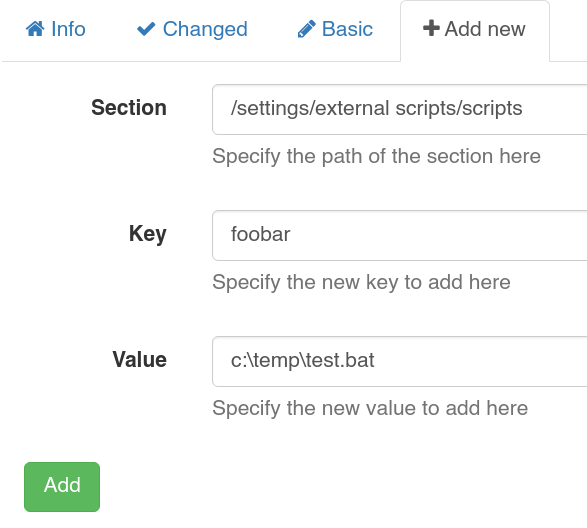 Info Changed Basic Add new
Section /settings/external scripts/scripts
Specify the path of the section here
Key foobar
Specify the new key to add here
Value c:\temp\test.bat
Specify the new value to add here
Add